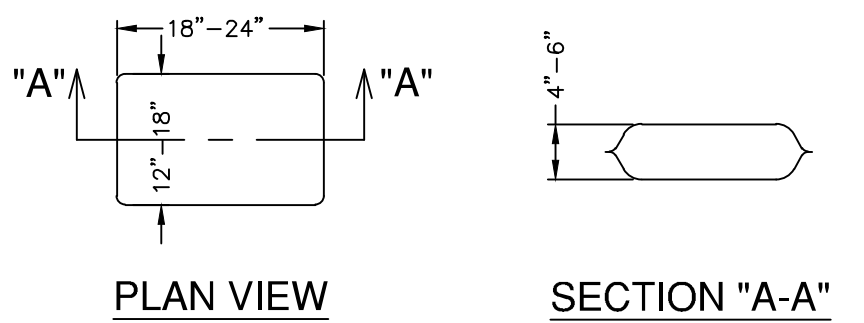 18"-24"
"A" "A"
12"-18"
4"-6"
PLAN VIEW
SECTION "A-A"